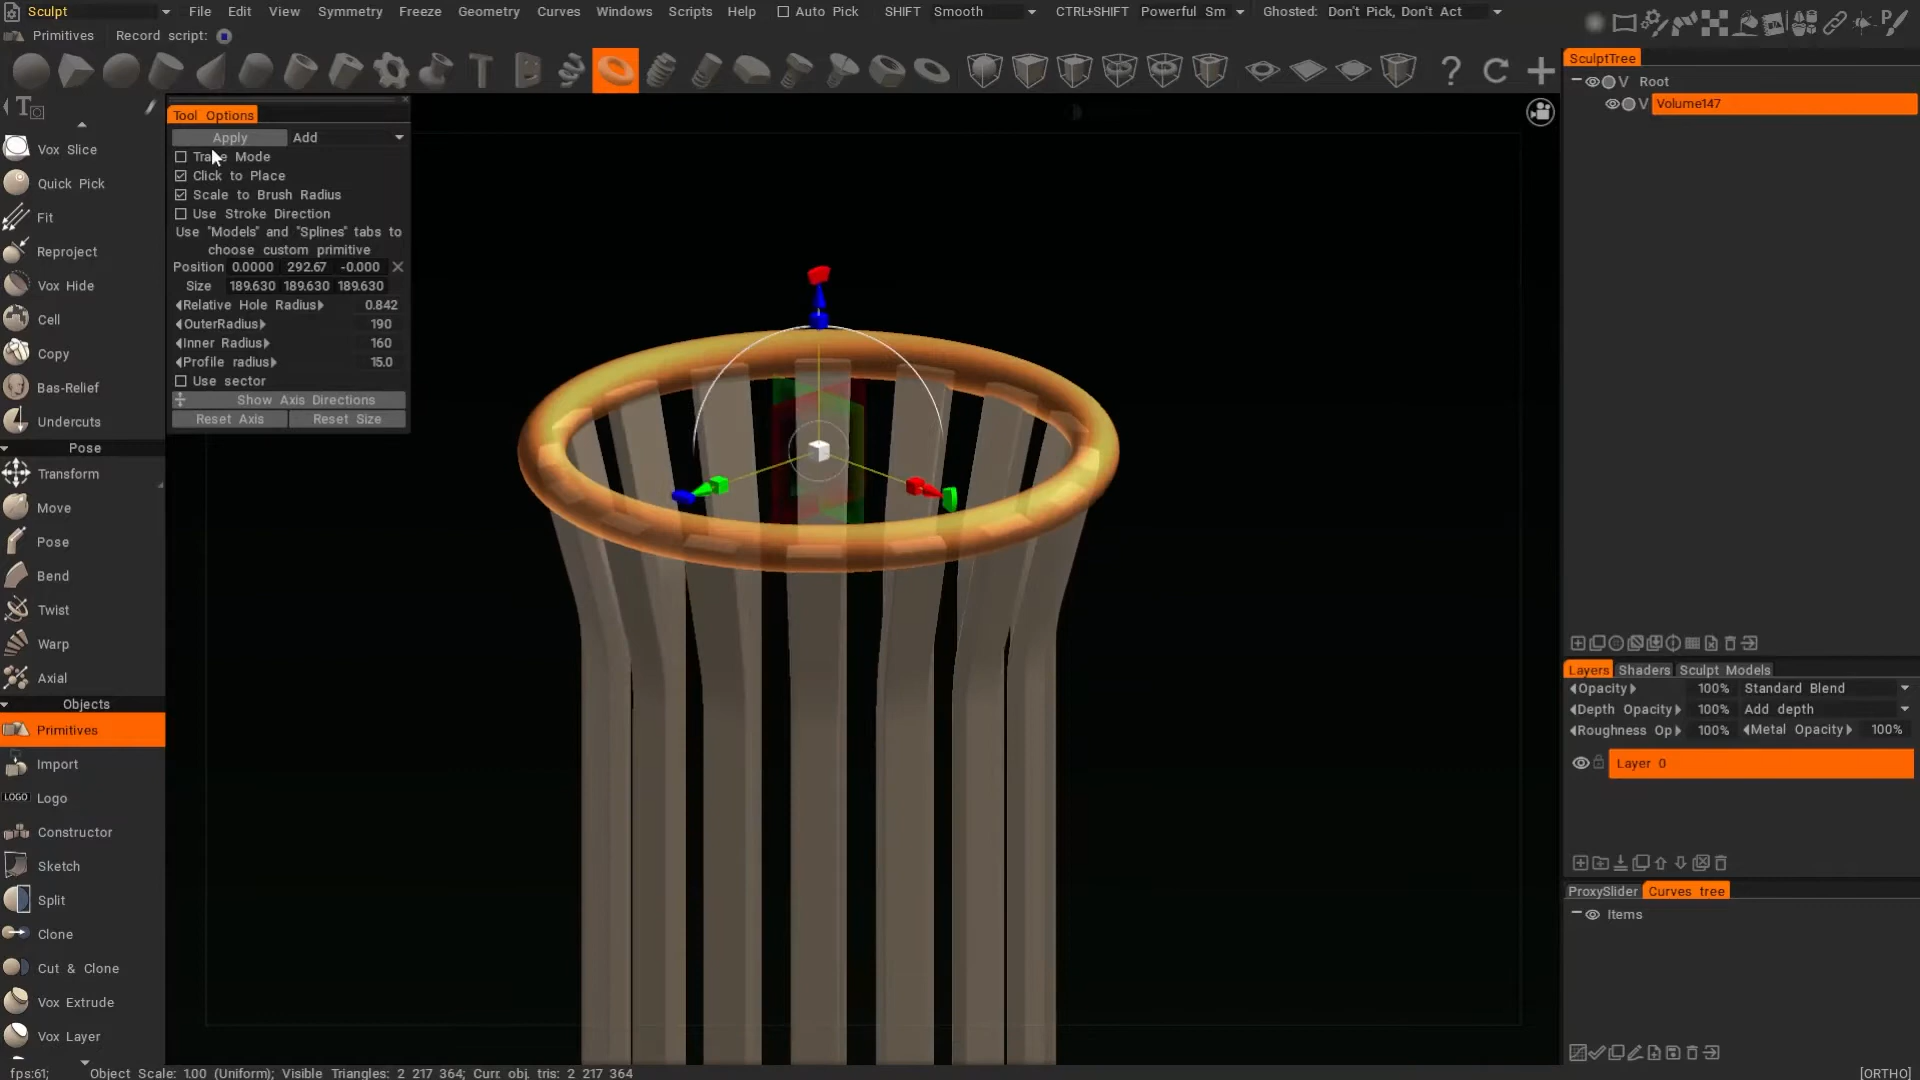 Sculpt File Edit View Symmetry Freeze Geometry Curves Windows Scripts Help Auto Pick SHIFT Smooth CTRL+SHIFT Powerful Sm Ghosted: Don't Pick, Don't Act
Primitives Record script:
Vox Slice
Quick Pick
Fit
Reproject
Vox Hide
Cell
Copy
Bas-Relief
Undercuts
Pose
Transform
Move
Pose
Bend
Twist
Warp
Axial
Objects
Primitives
Import
LOGO Logo
Constructor
Sketch
Split
Clone
Cut & Clone
Vox Extrude
Vox Layer
Tool Options
Apply Add
Mode
Click to Place
Scale to Brush Radius
Use Stroke Direction
Use "Models" and "Splines" tabs to
choose custom primitive
Position 0.0000 292.67 -0.000
Size 189.630 189.630 189.630
Relative Hole Radius 0.842
OuterRadius 190
Inner Radius 160
Profile radius 15.0
Use sector
Show Axis Directions
Reset Axis Reset Size
SculptTree
V Root
V Volume147
Layers Shaders Sculpt Models
Opacity 100% Standard Blend
Depth Opacity 100% Add depth
Roughness Op 100% Metal Opacity 100%
Layer 0
ProxySlider Curves tree
Items
fps:61; Object Scale: 1.00 (Uniform); Visible Triangles: 2 217 364; Curr. obj. tris: 2 217 364 [ORTHO]